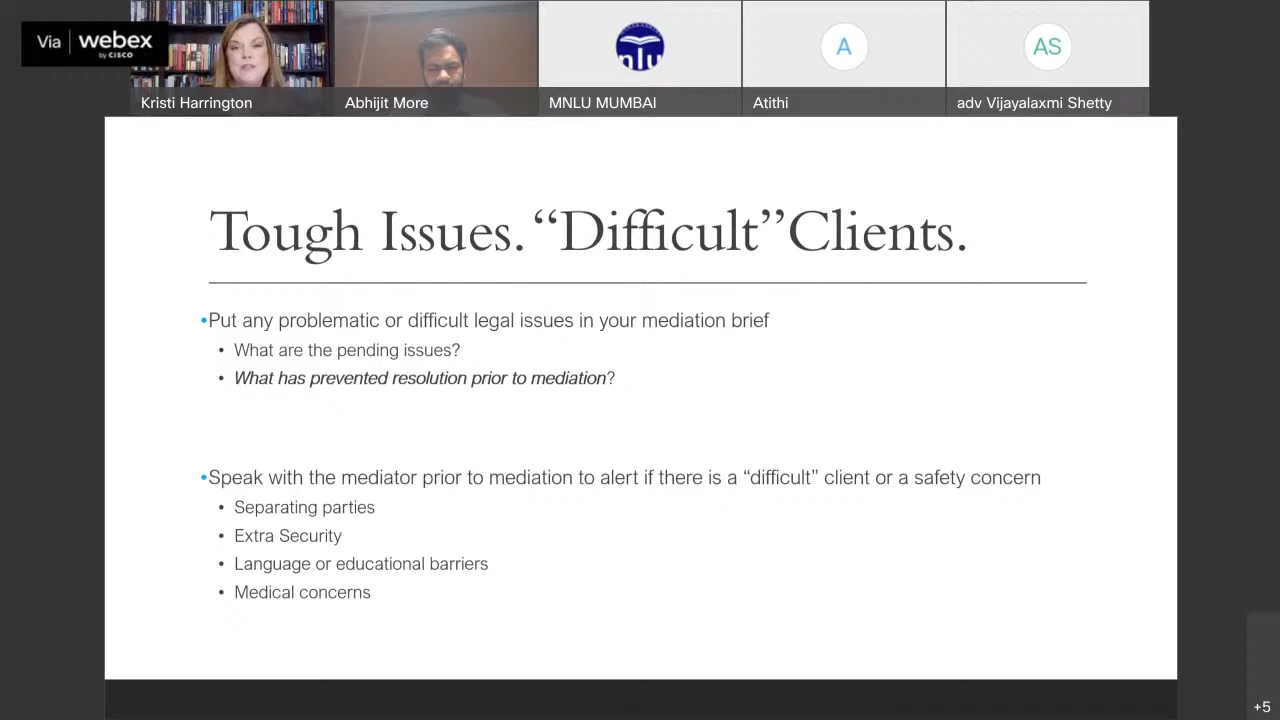 Via webex
by CISCO
nlu
A
AS
Kristi Harrington
Abhijit More
MNLU MUMBAI
Atithi
adv Vijayalaxmi Shetty
Tough Issues. “Difficult”Clients.
•Put any problematic or difficult legal issues in your mediation brief
• What are the pending issues?
• What has prevented resolution prior to mediation?
•Speak with the mediator prior to mediation to alert if there is a “difficult” client or a safety concern
• Separating parties
• Extra Security
• Language or educational barriers
• Medical concerns
+5